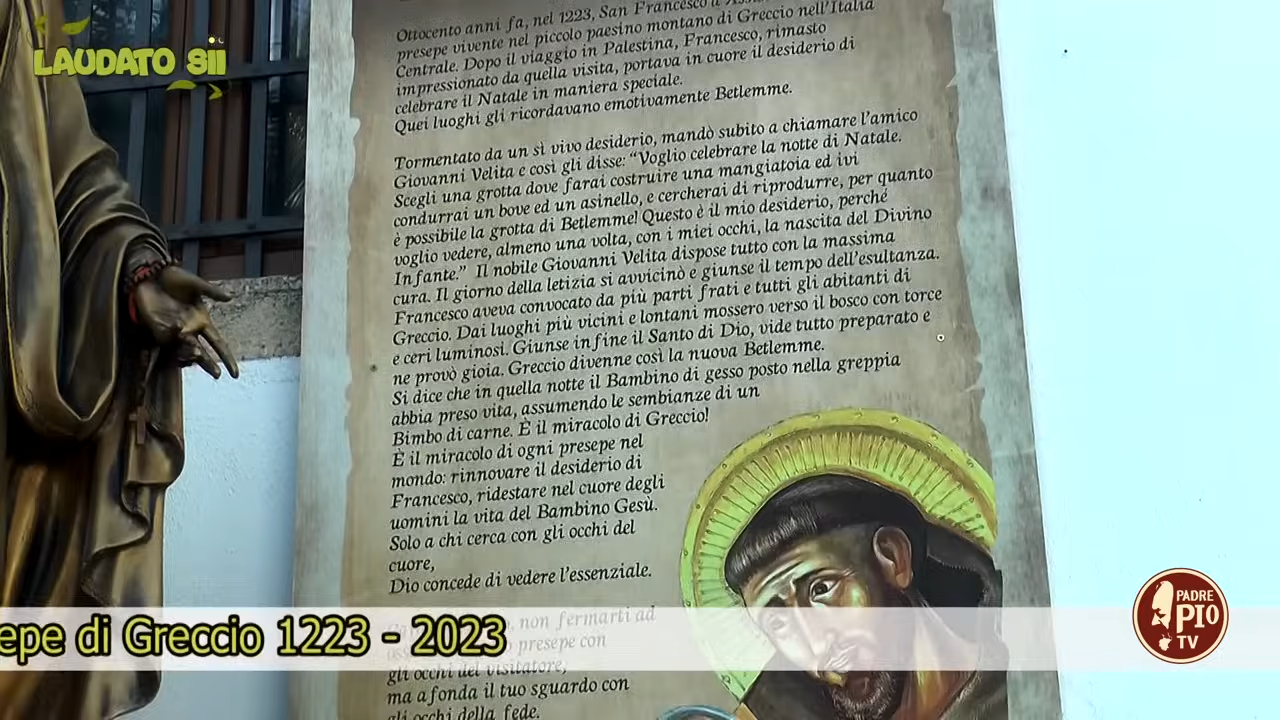 LAUDATO SII
Ottocento anni fa, nel 1223, San Francesco
presepe vivente nel piccolo paesino montano di Greccio nell'Italia
Centrale. Dopo il viaggio in Palestina, Francesco, rimasto
impressionato da quella visita, portava in cuore il desiderio di
celebrare il Natale in maniera speciale.
Quei luoghi gli ricordavano emotivamente Betlemme.
Tormentato da un sì vivo desiderio, mandò subito a chiamare l'amico
Giovanni Velita e così gli disse: “Voglio celebrare la notte di Natale.
Scegli una grotta dove farai costruire una mangiatoia ed ivi
condurrai un bove ed un asinello, e cercherai di riprodurre, per quanto
è possibile la grotta di Betlemme! Questo è il mio desiderio, perché
voglio vedere, almeno una volta, con i miei occhi, la nascita del Divino
Infante.” Il nobile Giovanni Velita dispose tutto con la massima
cura. Il giorno della letizia si avvicinò e giunse il tempo dell'esultanza.
Francesco aveva convocato da più parti frati e tutti gli abitanti di
Greccio. Dai luoghi più vicini e lontani mossero verso il bosco con torce
e ceri luminosi. Giunse infine il Santo di Dio, vide tutto preparato e
ne provò gioia. Greccio divenne così la nuova Betlemme.
Si dice che in quella notte il Bambino di gesso posto nella greppia
abbia preso vita, assumendo le sembianze di un
Bimbo di carne. È il miracolo di Greccio!
È il miracolo di ogni presepe nel
mondo: rinnovare il desiderio di
Francesco, ridestare nel cuore degli
uomini la vita del Bambino Gesù.
Solo a chi cerca con gli occhi del
cuore,
Dio concede di vedere l'essenziale.
non fermarti ad
presepe con
gli occhi del visitatore,
ma affonda il tuo sguardo con
gli occhi della fede.
epe di Greccio 1223 - 2023
PADRE
PIO
TV